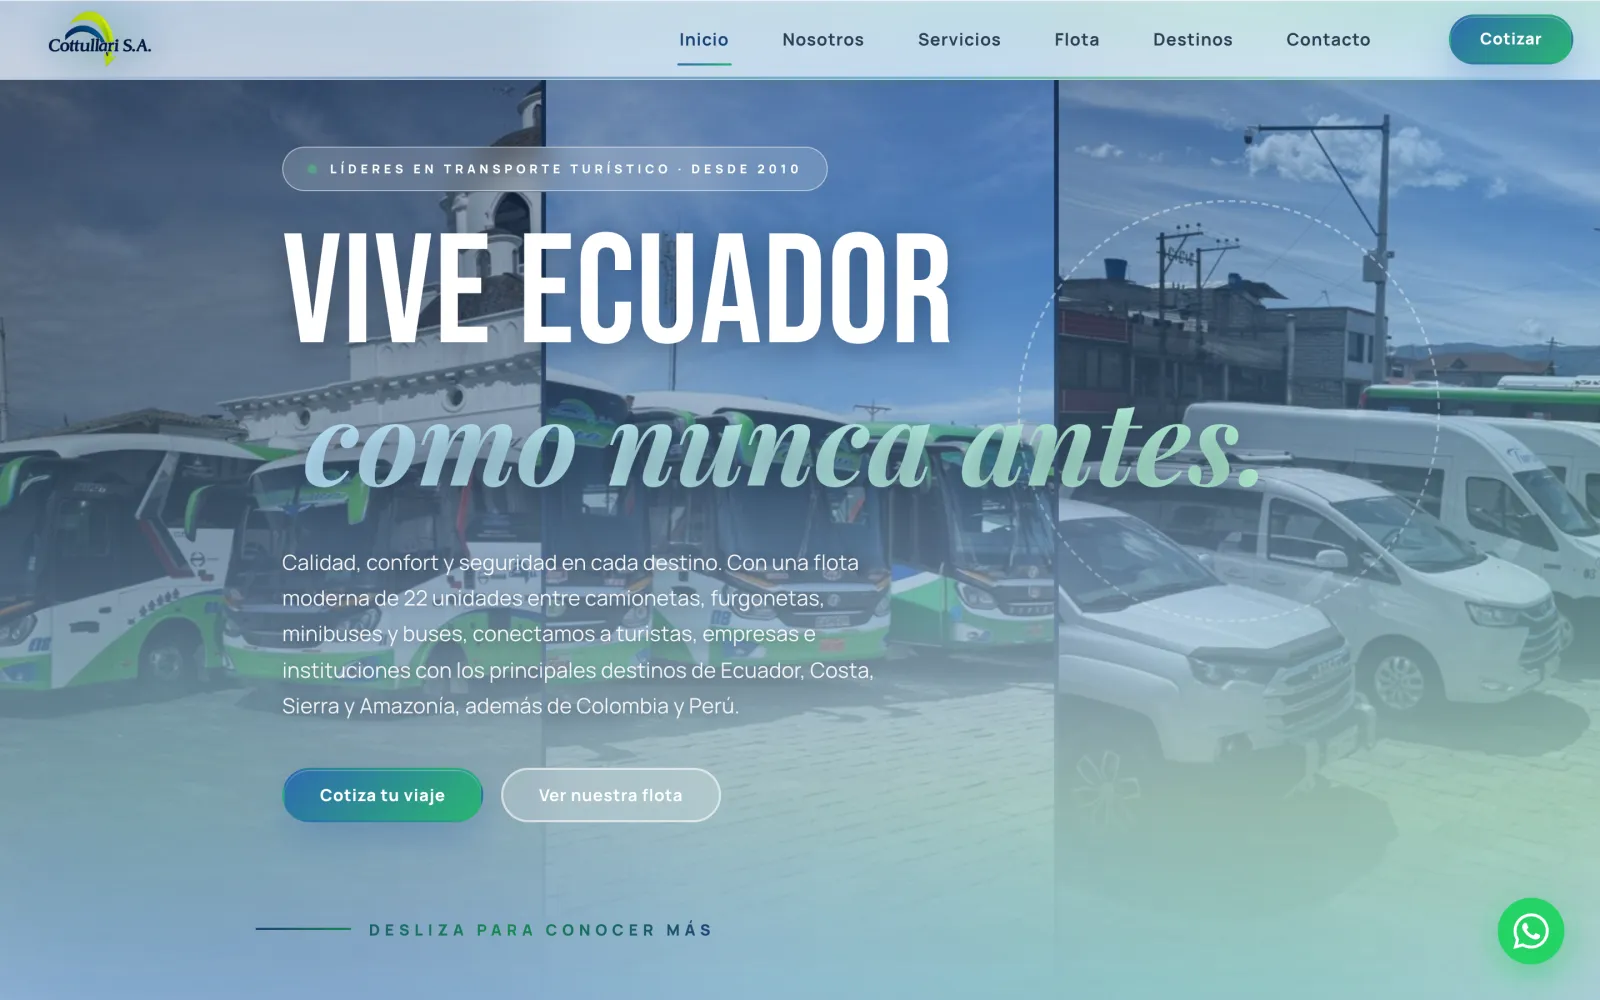 Cottullari S.A.
Inicio
Nosotros
Servicios
Flota
Destinos
Contacto
Cotizar
LÍDERES EN TRANSPORTE TURÍSTICO · DESDE 2010
VIVE ECUADOR
como nunca antes.
Calidad, confort y seguridad en cada destino. Con una flota
moderna de 22 unidades entre camionetas, furgonetas,
minibuses y buses, conectamos a turistas, empresas e
instituciones con los principales destinos de Ecuador, Costa,
Sierra y Amazonía, además de Colombia y Perú.
Cotiza tu viaje
Ver nuestra flota
DESLIZA PARA CONOCER MÁS